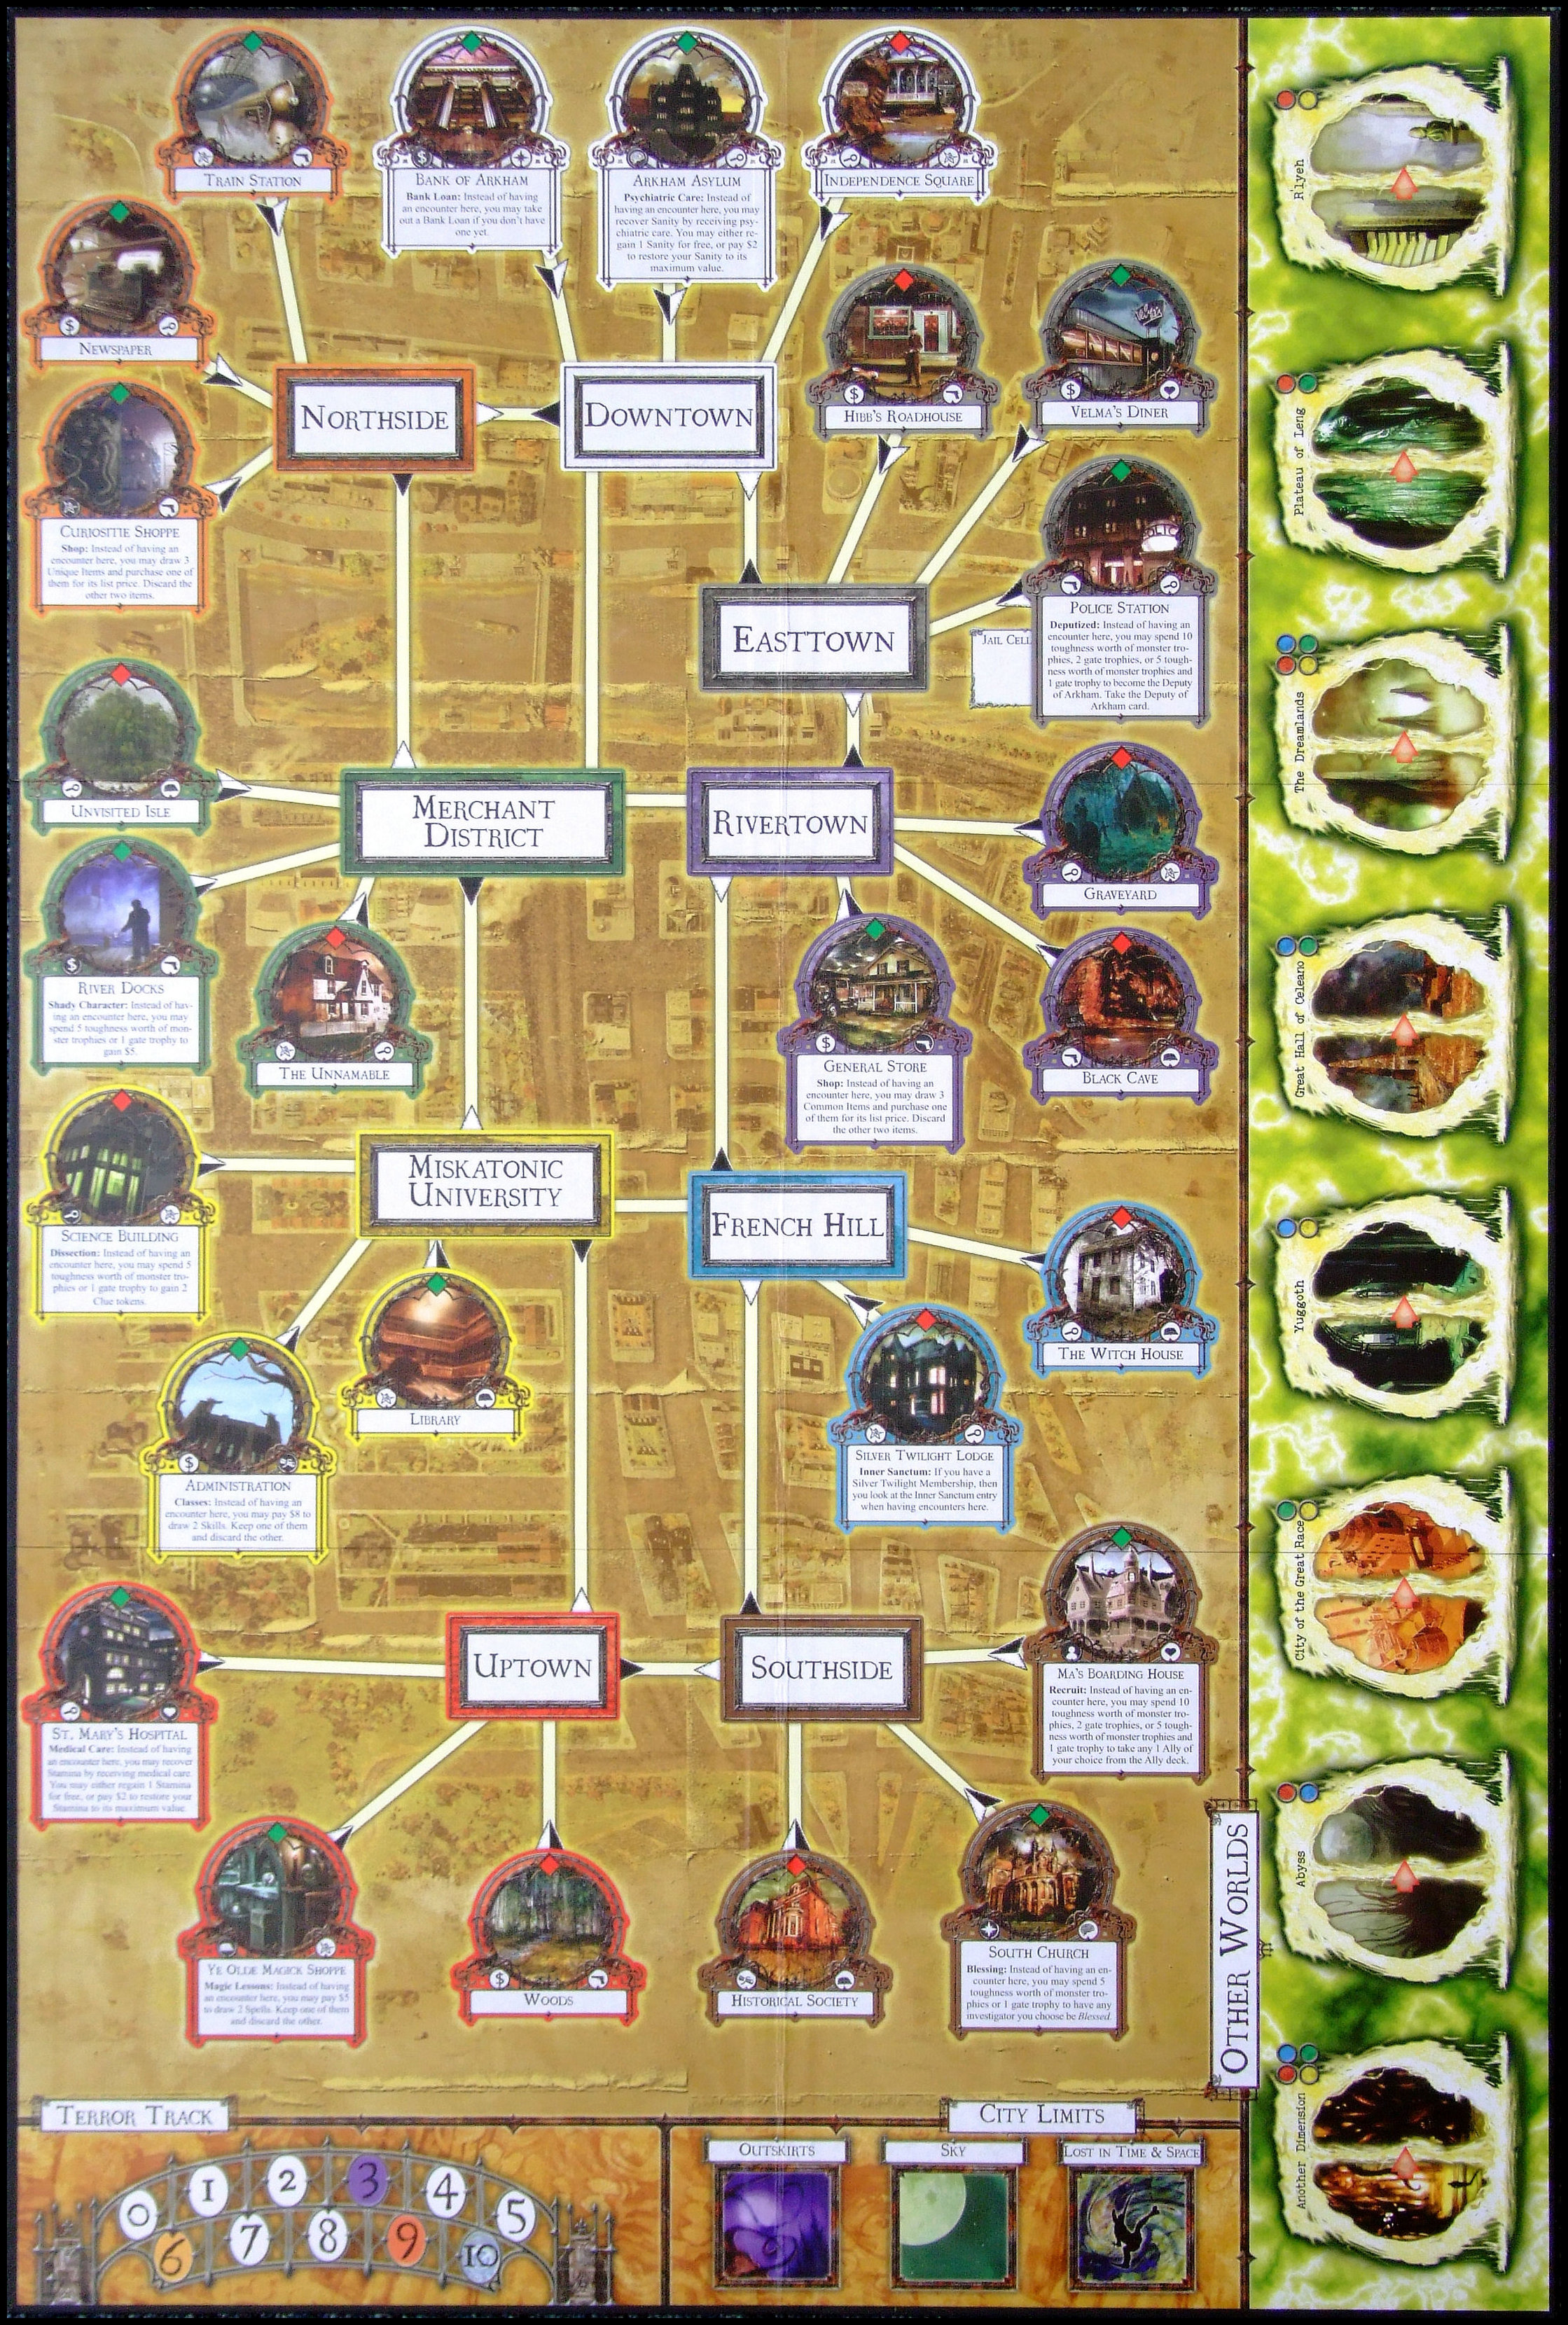 TRAIN STATION
BANK OF ARKHAM
Bank Loan: Instead of having
an encounter here, you may take
out a Bank Loan if you don't have
one yet.
ARKHAM ASYLUM
Psychiatric Care: Instead of
having an encounter here, you may
recover Sanity by receiving psy-
chiatric care. You may either re-
gain 1 Sanity for free, or pay $2
to restore your Sanity to its
maximum value.
INDEPENDENCE SQUARE
NEWSPAPER
HIBB'S ROADHOUSE
VELMA'S DINER
NORTHSIDE
DOWNTOWN
CURIOSITIE SHOPPE
Shop: Instead of having an
encounter here, you may draw 3
Unique Items and purchase one of
them for its list price. Discard the
other two items.
EASTTOWN
JAIL CELL
POLICE STATION
Deputized: Instead of having an
encounter here, you may spend 10
toughness worth of monster tro-
phies, 2 gate trophies, or 5 tough-
ness worth of monster trophies and
1 gate trophy to become the Deputy
of Arkham. Take the Deputy of
Arkham card.
UNVISITED ISLE
MERCHANT
DISTRICT
RIVERTOWN
GRAVEYARD
RIVER DOCKS
Shady Character: Instead of hav-
ing an encounter here, you may
spend 5 toughness worth of mon-
ster trophies or 1 gate trophy to
gain $5.
THE UNNAMABLE
GENERAL STORE
Shop: Instead of having an
encounter here, you may draw 3
Common Items and purchase one
of them for its list price. Discard
the other two items.
BLACK CAVE
SCIENCE BUILDING
Dissection: Instead of having an
encounter here, you may spend 5
toughness worth of monster tro-
phies or 1 gate trophy to gain 2
Clue tokens.
MISKATONIC
UNIVERSITY
FRENCH HILL
THE WITCH HOUSE
LIBRARY
ADMINISTRATION
Classes: Instead of having an
encounter here, you may pay $8 to
draw 2 Skills. Keep one of them
and discard the other.
SILVER TWILIGHT LODGE
Inner Sanctum: If you have a
Silver Twilight Membership, then
you look at the Inner Sanctum entry
when having encounters here.
ST. MARY'S HOSPITAL
Medical Care: Instead of having
an encounter here, you may recover
Stamina by receiving medical care.
You may either regain 1 Stamina
for free, or pay $2 to restore your
Stamina to its maximum value.
UPTOWN
SOUTHSIDE
MA'S BOARDING HOUSE
Recruit: Instead of having an en-
counter here, you may spend 10
toughness worth of monster tro-
phies, 2 gate trophies, or 5 tough-
ness worth of monster trophies and
1 gate trophy to take any 1 Ally of
your choice from the Ally deck.
YE OLDE MAGICK SHOPPE
Magic Lessons: Instead of having
an encounter here, you may pay $5
to draw 2 Spells. Keep one of them
and discard the other.
WOODS
HISTORICAL SOCIETY
SOUTH CHURCH
Blessing: Instead of having an en-
counter here, you may spend 5
toughness worth of monster tro-
phies or 1 gate trophy to have any
investigator you choose be Blessed.
TERROR TRACK
0 1 2 3 4 5
6 7 8 9 10
CITY LIMITS
OUTSKIRTS
SKY
LOST IN TIME & SPACE
OTHER WORLDS
R'lyeh
Plateau of Leng
The Dreamlands
Great Hall of Celeano
Yuggoth
City of the Great Race
Abyss
Another Dimension